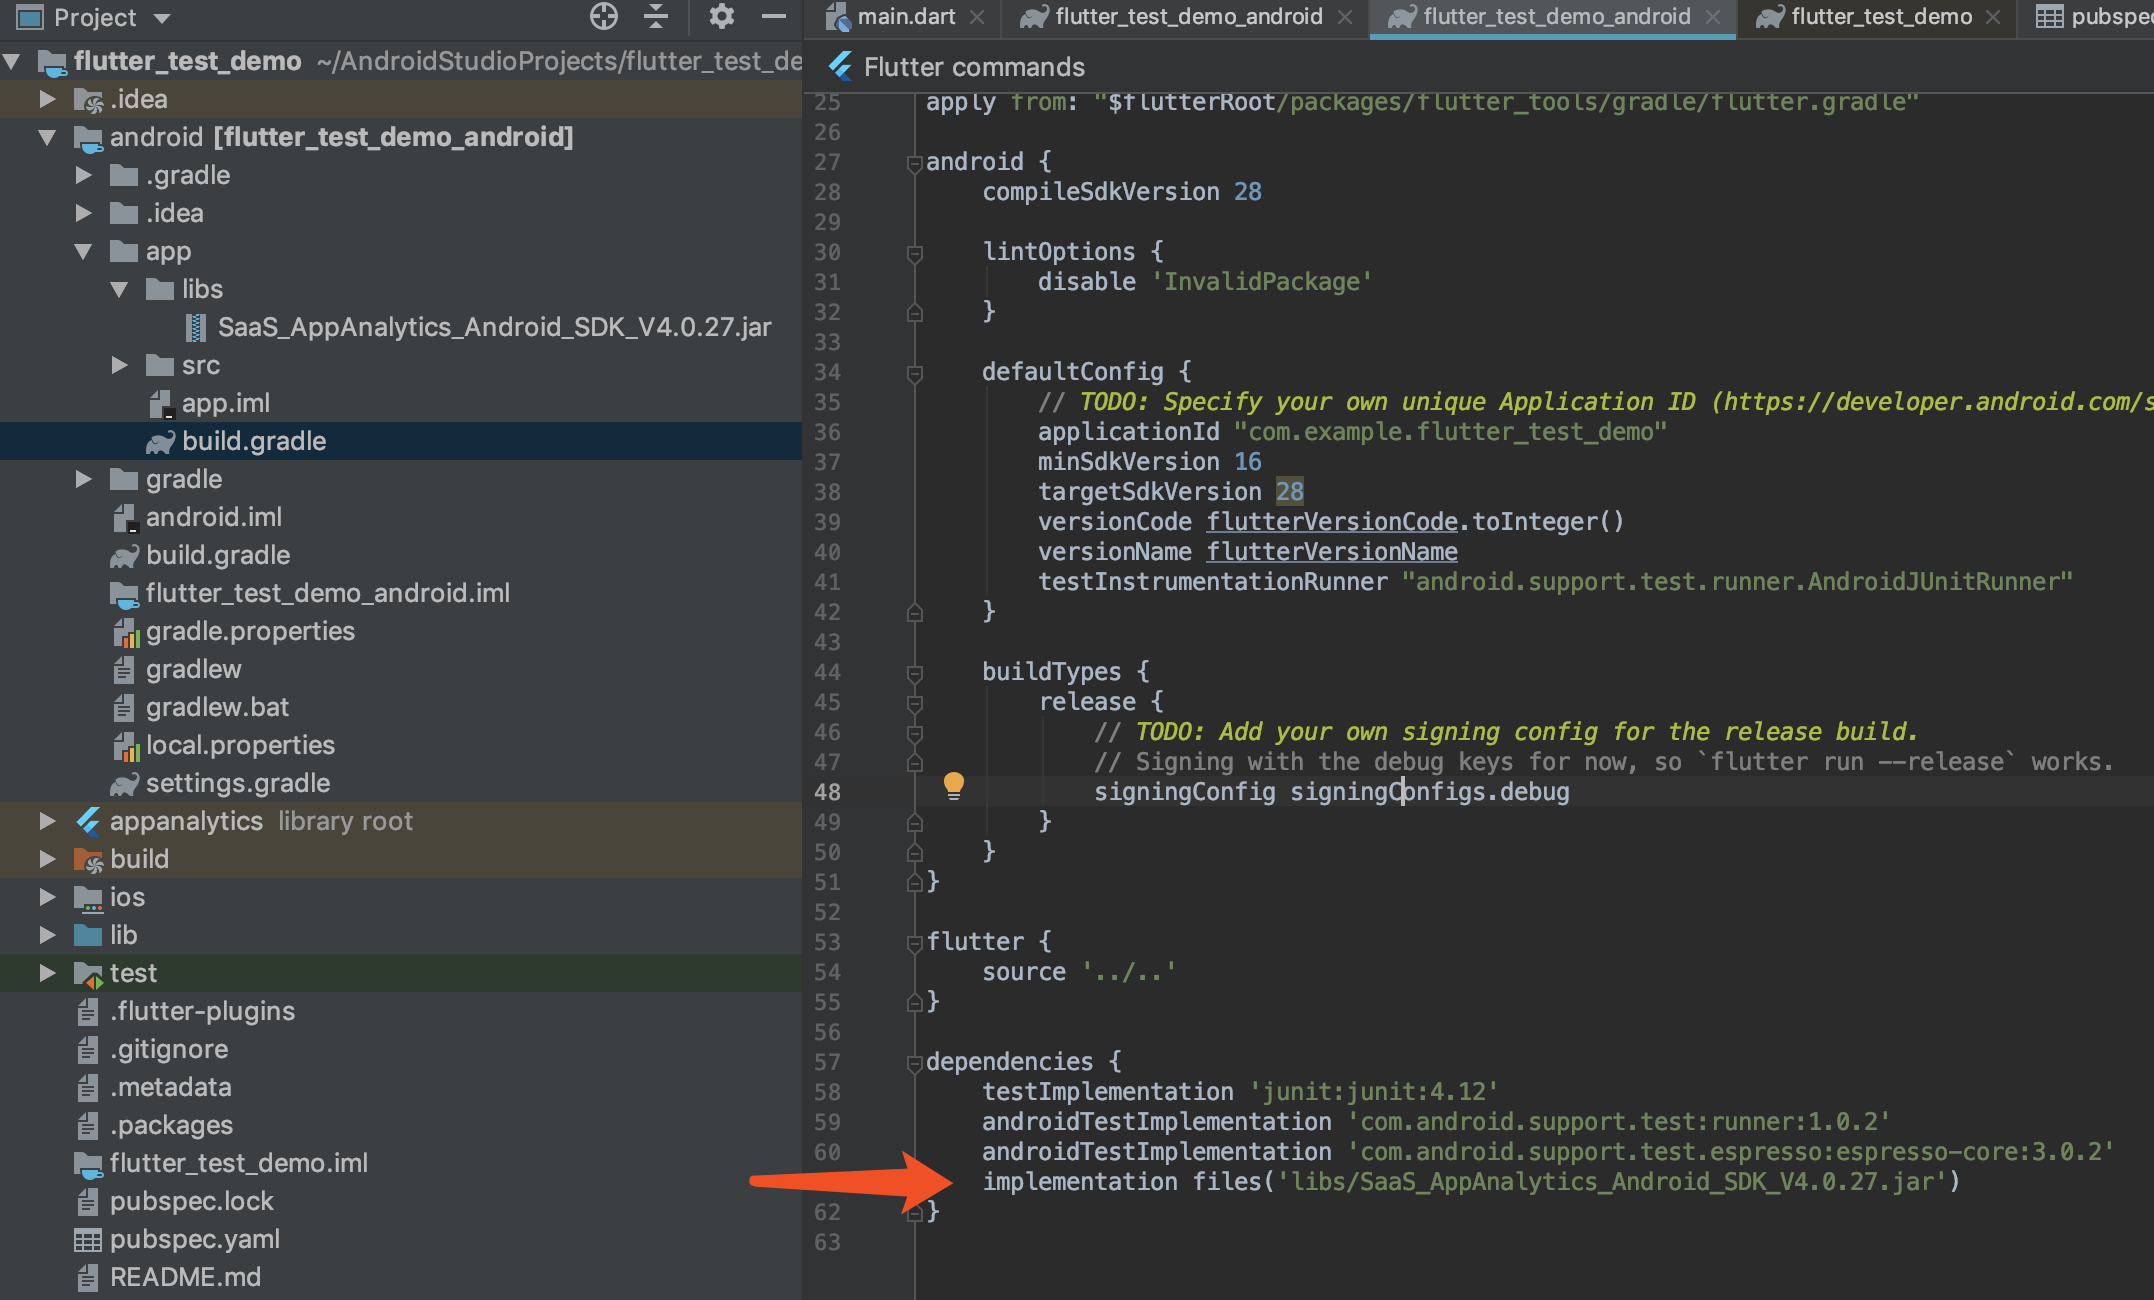 Project
flutter_test_demo ~/AndroidStudioProjects/flutter_test_de
.idea
android [flutter_test_demo_android]
.gradle
.idea
app
libs
SaaS_AppAnalytics_Android_SDK_V4.0.27.jar
src
app.iml
build.gradle
gradle
android.iml
build.gradle
flutter_test_demo_android.iml
gradle.properties
gradlew
gradlew.bat
local.properties
settings.gradle
appanalytics library root
build
ios
lib
test
.flutter-plugins
.gitignore
.metadata
.packages
flutter_test_demo.iml
pubspec.lock
pubspec.yaml
README.md
main.dart flutter_test_demo_android flutter_test_demo_android flutter_test_demo pubspec
Flutter commands
25 apply from: "$flutterRoot/packages/flutter_tools/gradle/flutter.gradle"
26
27 android {
28     compileSdkVersion 28
29
30     lintOptions {
31         disable 'InvalidPackage'
32     }
33
34     defaultConfig {
35         // TODO: Specify your own unique Application ID (https://developer.android.com/s
36         applicationId "com.example.flutter_test_demo"
37         minSdkVersion 16
38         targetSdkVersion 28
39         versionCode flutterVersionCode.toInteger()
40         versionName flutterVersionName
41         testInstrumentationRunner "android.support.test.runner.AndroidJUnitRunner"
42     }
43
44     buildTypes {
45         release {
46             // TODO: Add your own signing config for the release build.
47             // Signing with the debug keys for now, so `flutter run --release` works.
48             signingConfig signingConfigs.debug
49         }
50     }
51 }
52
53 flutter {
54     source '../..'
55 }
56
57 dependencies {
58     testImplementation 'junit:junit:4.12'
59     androidTestImplementation 'com.android.support.test:runner:1.0.2'
60     androidTestImplementation 'com.android.support.test.espresso:espresso-core:3.0.2'
implementation files('libs/SaaS_AppAnalytics_Android_SDK_V4.0.27.jar')
62 }
63